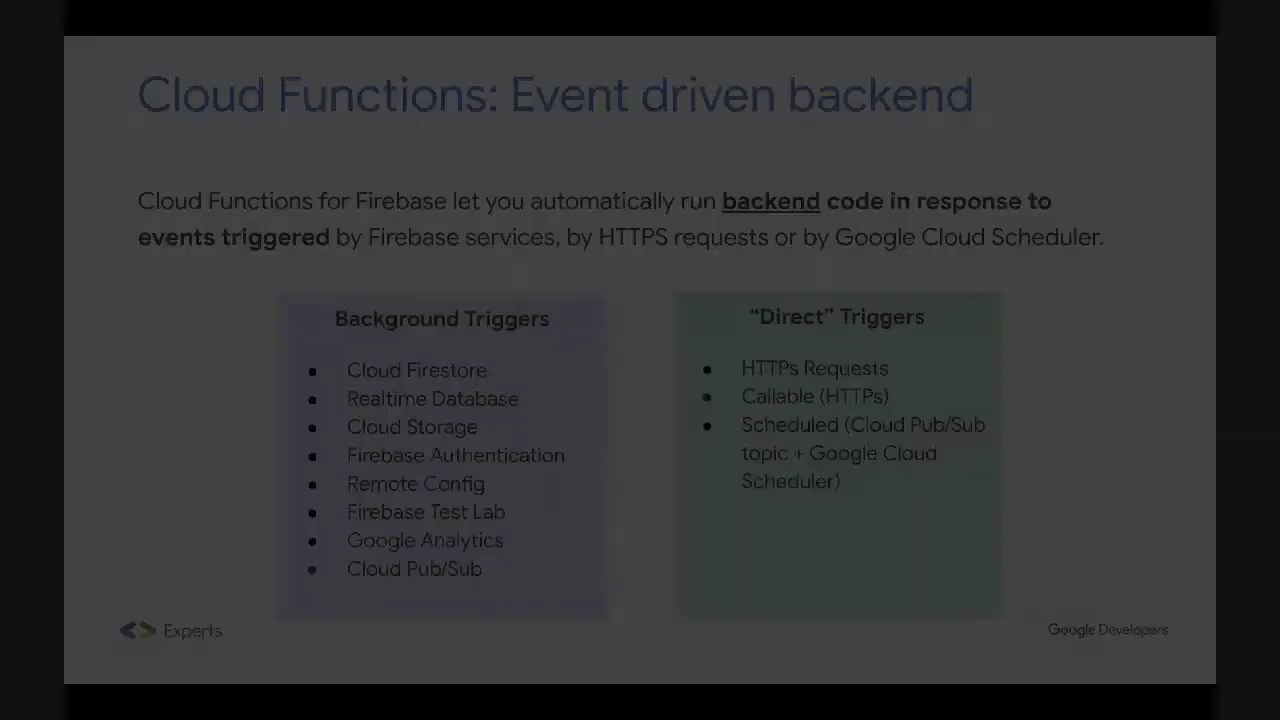 Cloud Functions: Event driven backend
Cloud Functions for Firebase let you automatically run backend code in response to
events triggered by Firebase services, by HTTPS requests or by Google Cloud Scheduler.
Background Triggers
● Cloud Firestore
● Realtime Database
● Cloud Storage
● Firebase Authentication
● Remote Config
● Firebase Test Lab
● Google Analytics
● Cloud Pub/Sub
“Direct” Triggers
● HTTPs Requests
● Callable (HTTPs)
● Scheduled (Cloud Pub/Sub
topic + Google Cloud
Scheduler)
Experts
Google Developers